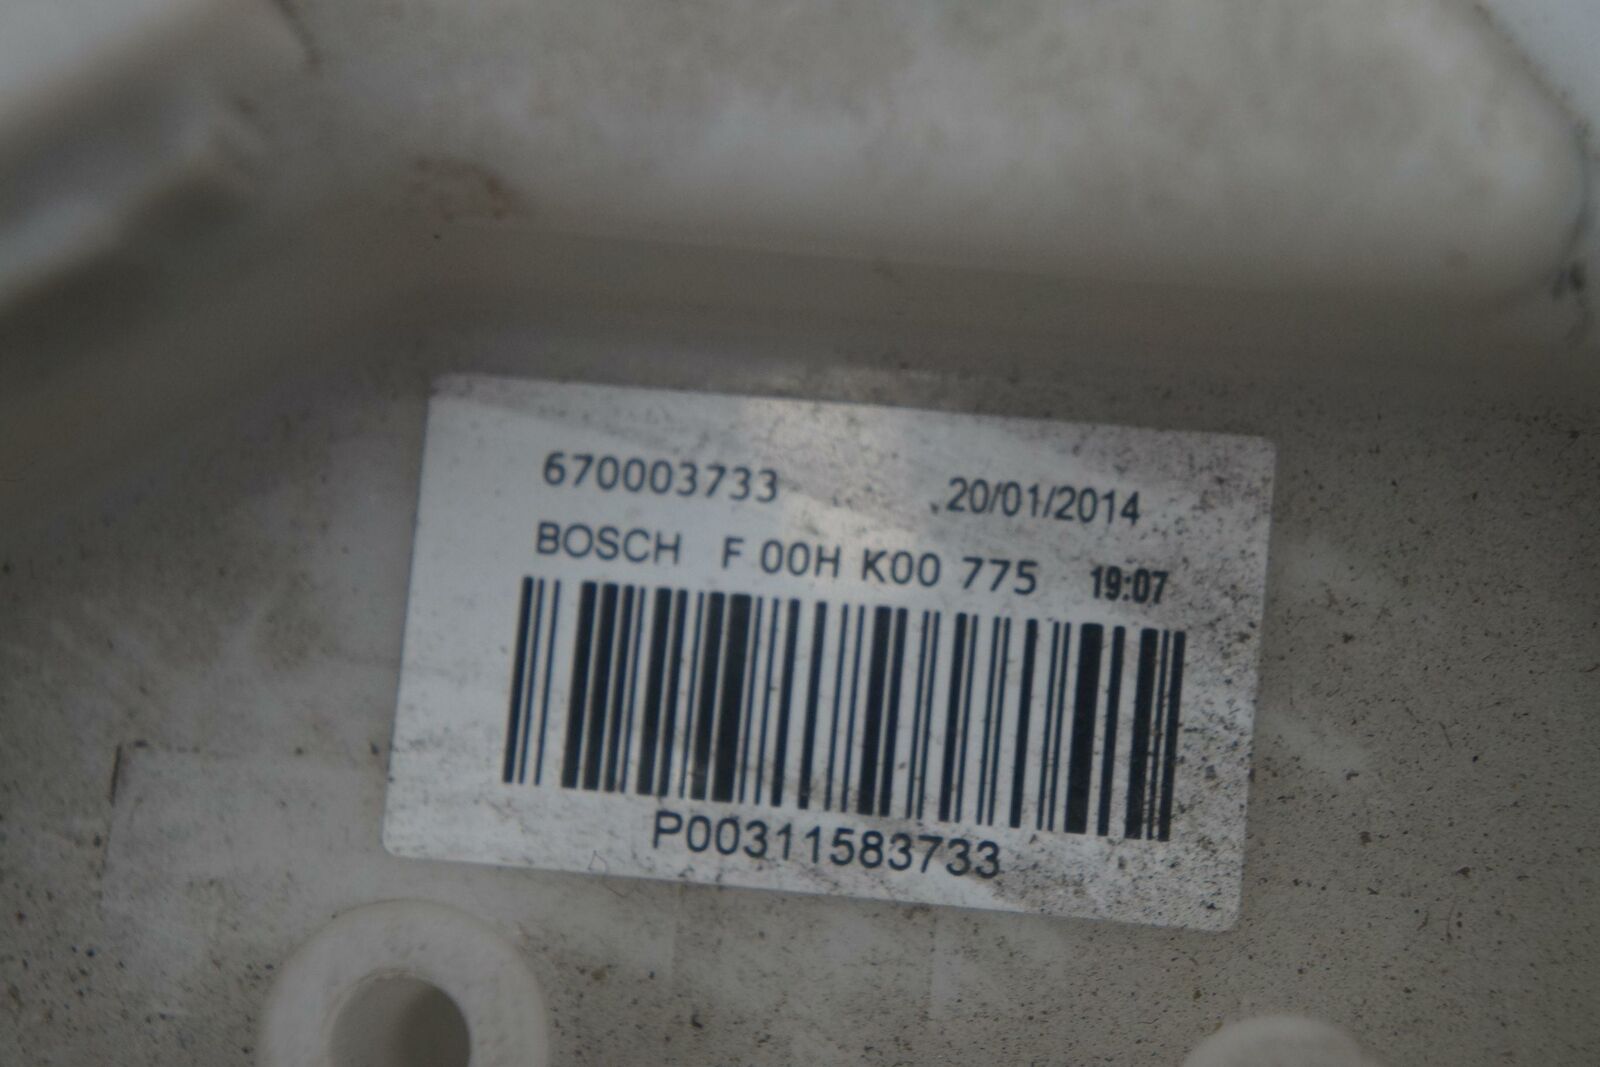 670003733 20/01/2014
BOSCH F 00H K00 775 19:07
P00311583733